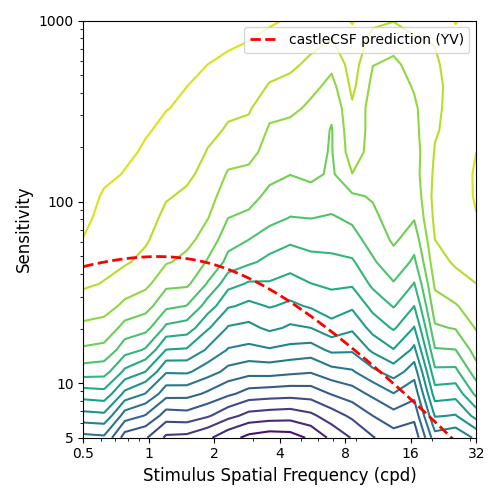 1000
castleCSF prediction (YV)
Sensitivity
100
10
5
0.5 1 2 4 8 16 32
Stimulus Spatial Frequency (cpd)